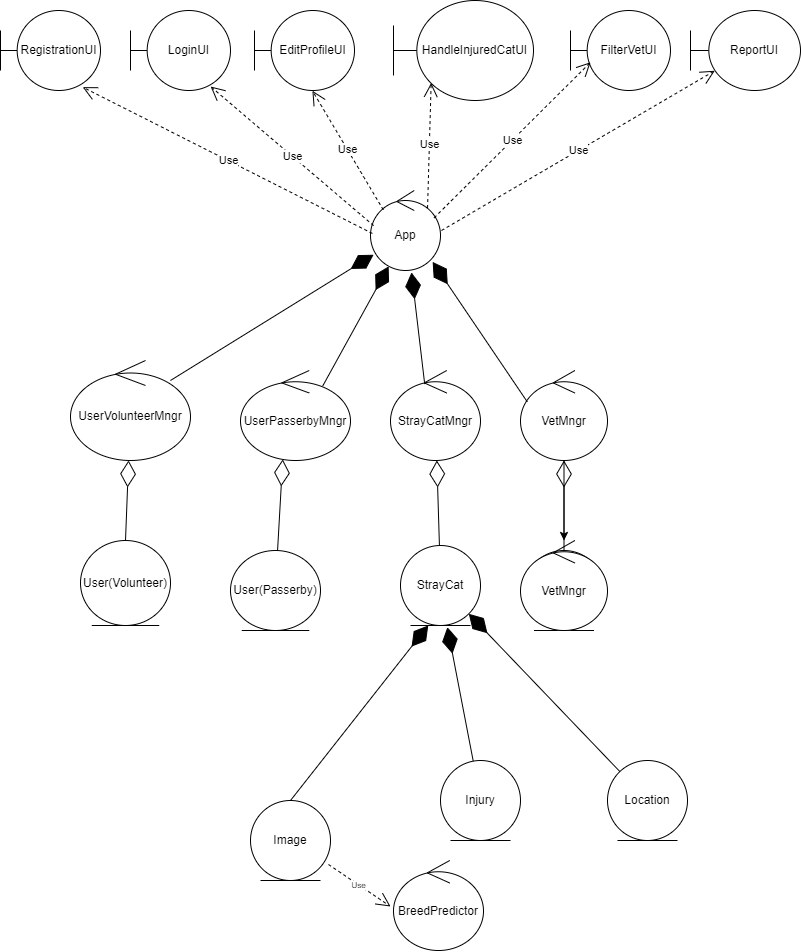 RegistrationUI
LoginUI
EditProfileUI
HandleInjuredCatUI
FilterVetUI
ReportUI
Use
Use
Use
Use
Use
Use
App
UserVolunteerMngr
UserPasserbyMngr
StrayCatMngr
VetMngr
User(Volunteer)
User(Passerby)
StrayCat
VetMngr
Image
Injury
Location
Use
BreedPredictor